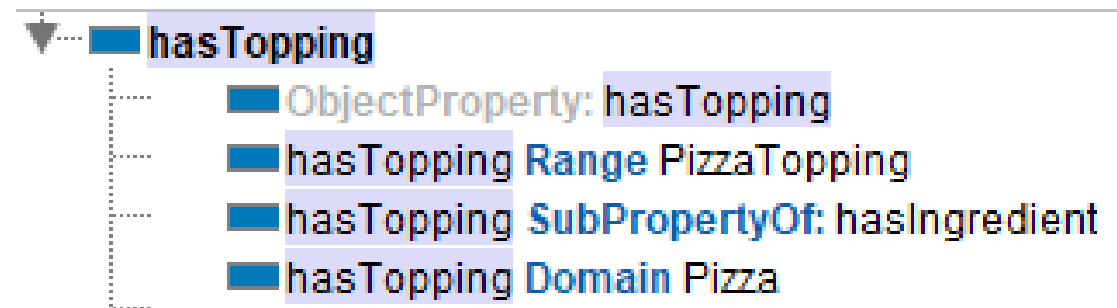 hasTopping
ObjectProperty: hasTopping
hasTopping Range PizzaTopping
hasTopping SubPropertyOf: hasIngredient
hasTopping Domain Pizza